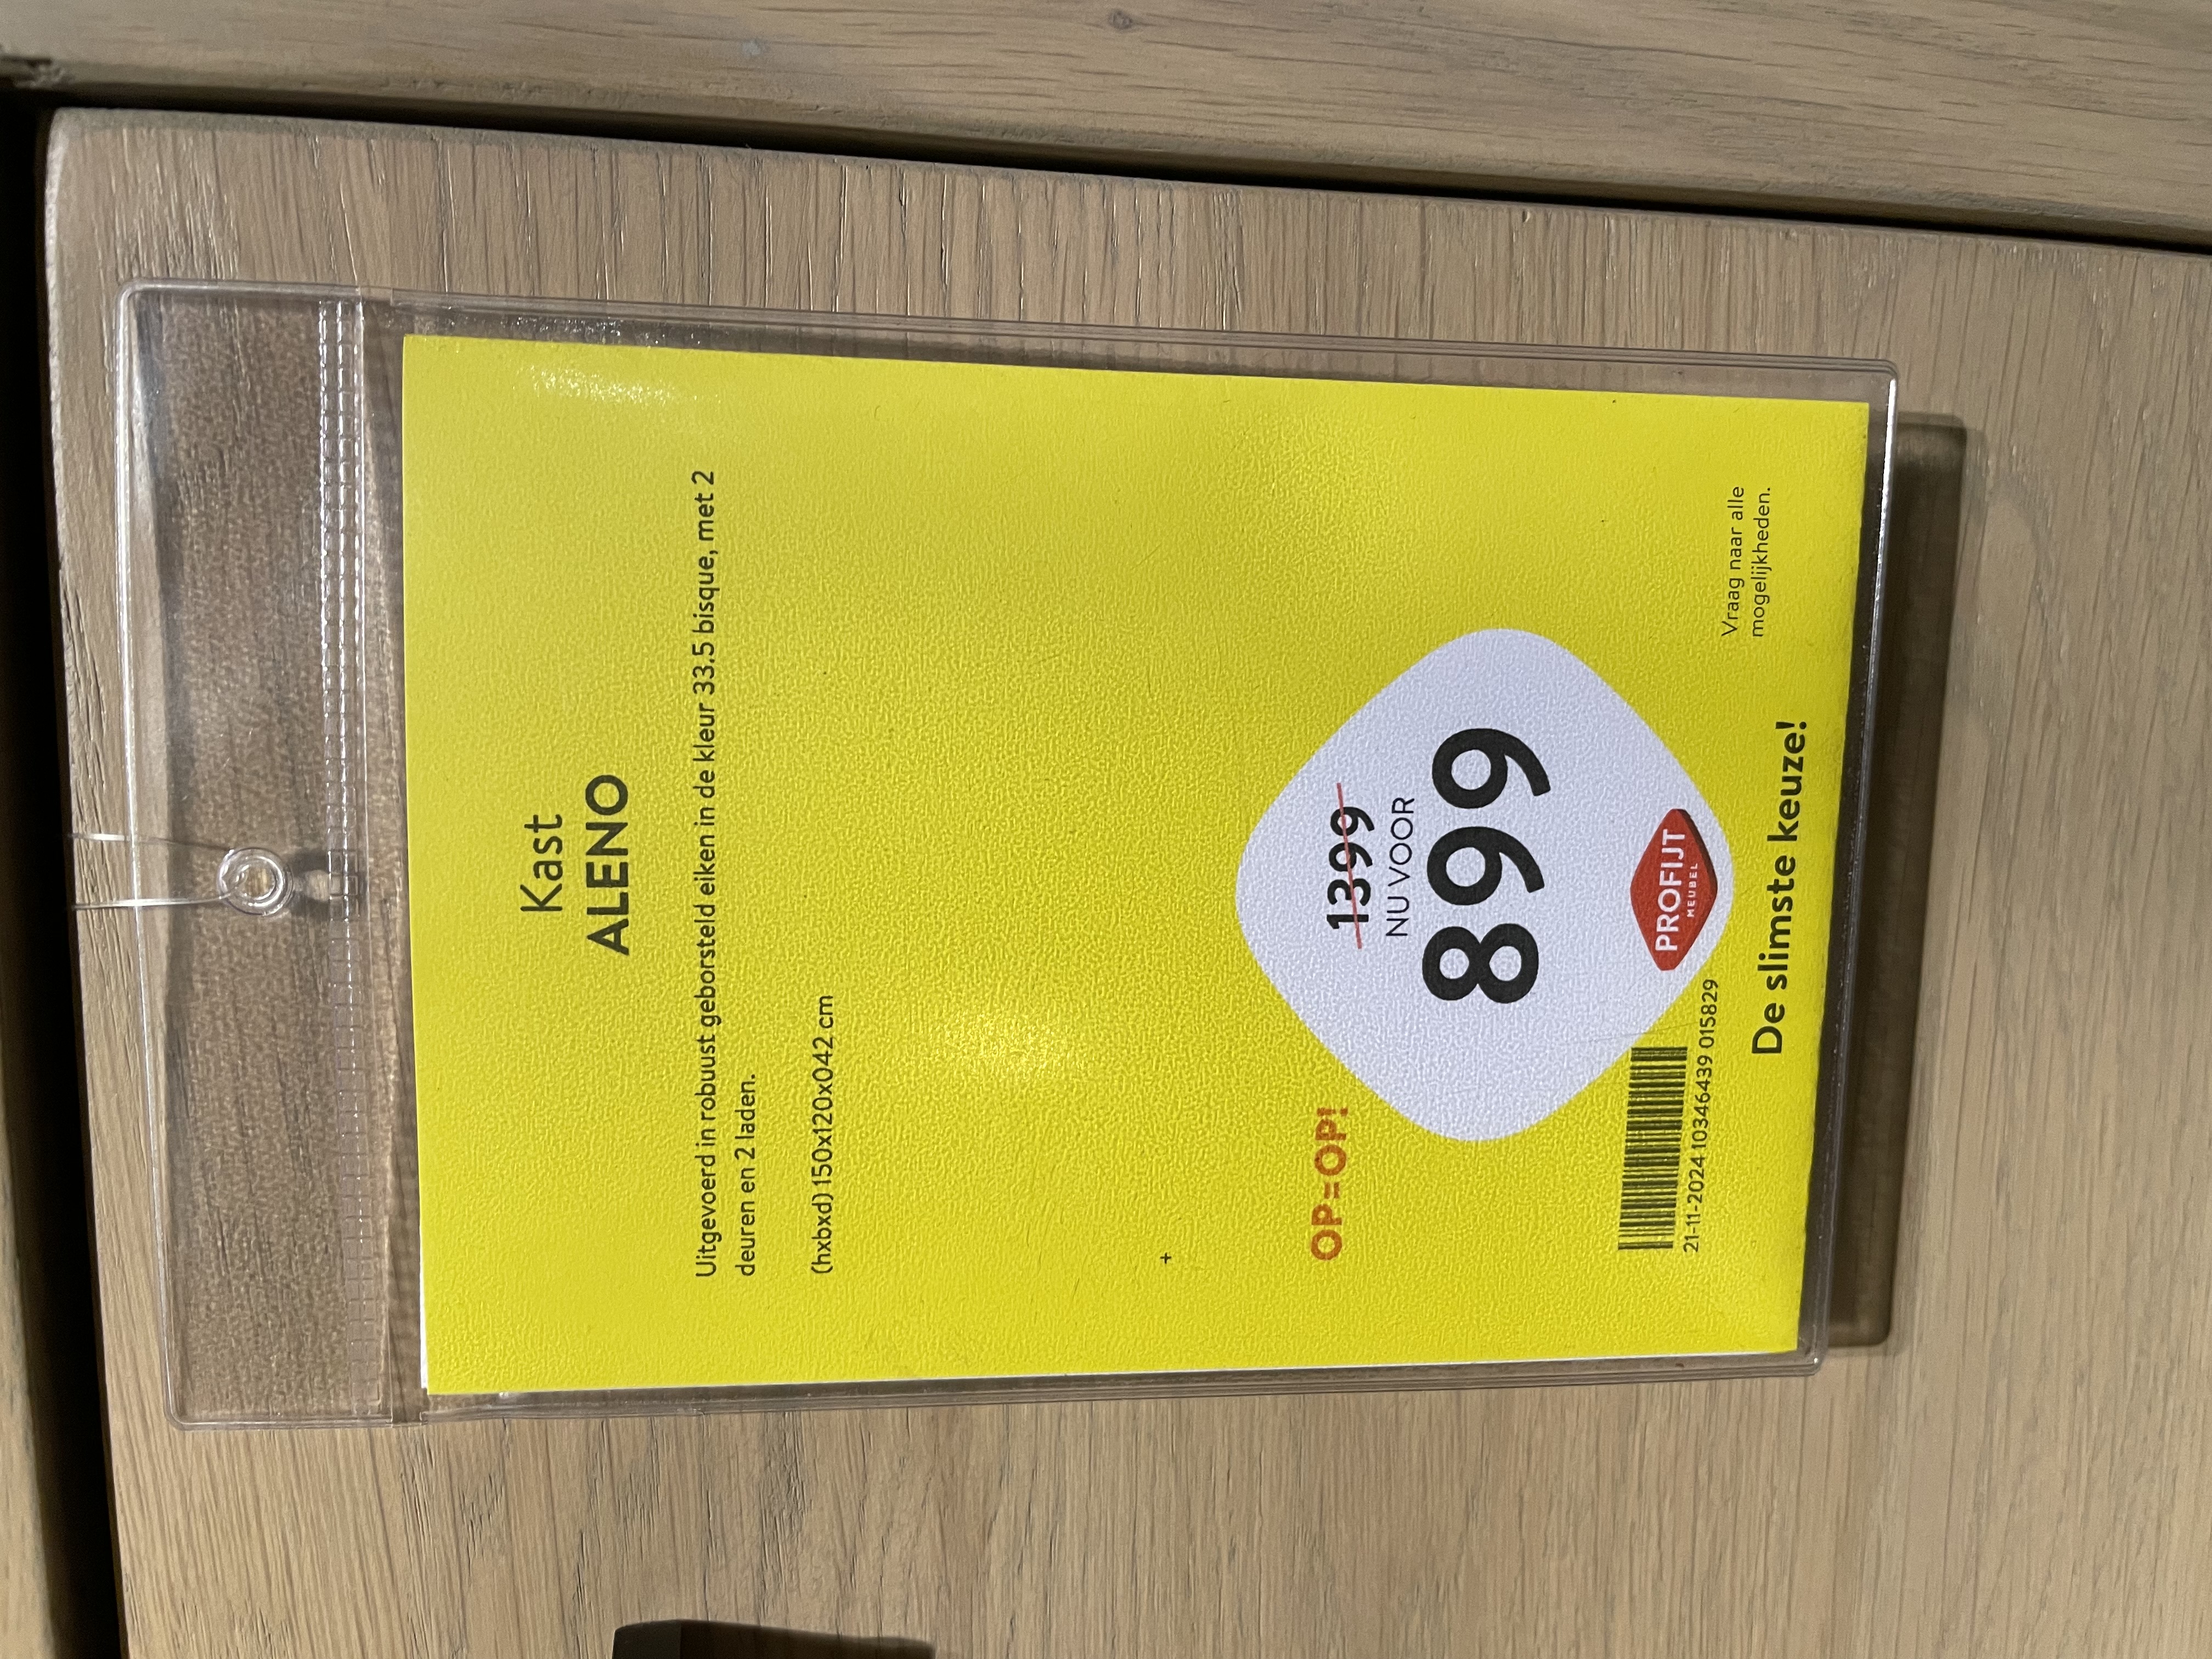 Kast
ALENO
Uitgevoerd in robuust geborsteld eiken in de kleur 33.5 bisque, met 2
deuren en 2 laden.
(hxbxd) 150x120x042 cm
+
OP=OP!
1399
NU VOOR
899
PROFIJT
MEUBEL
21-11-2024 10346439 015829
De slimste keuze!
Vraag naar alle
mogelijkheden.